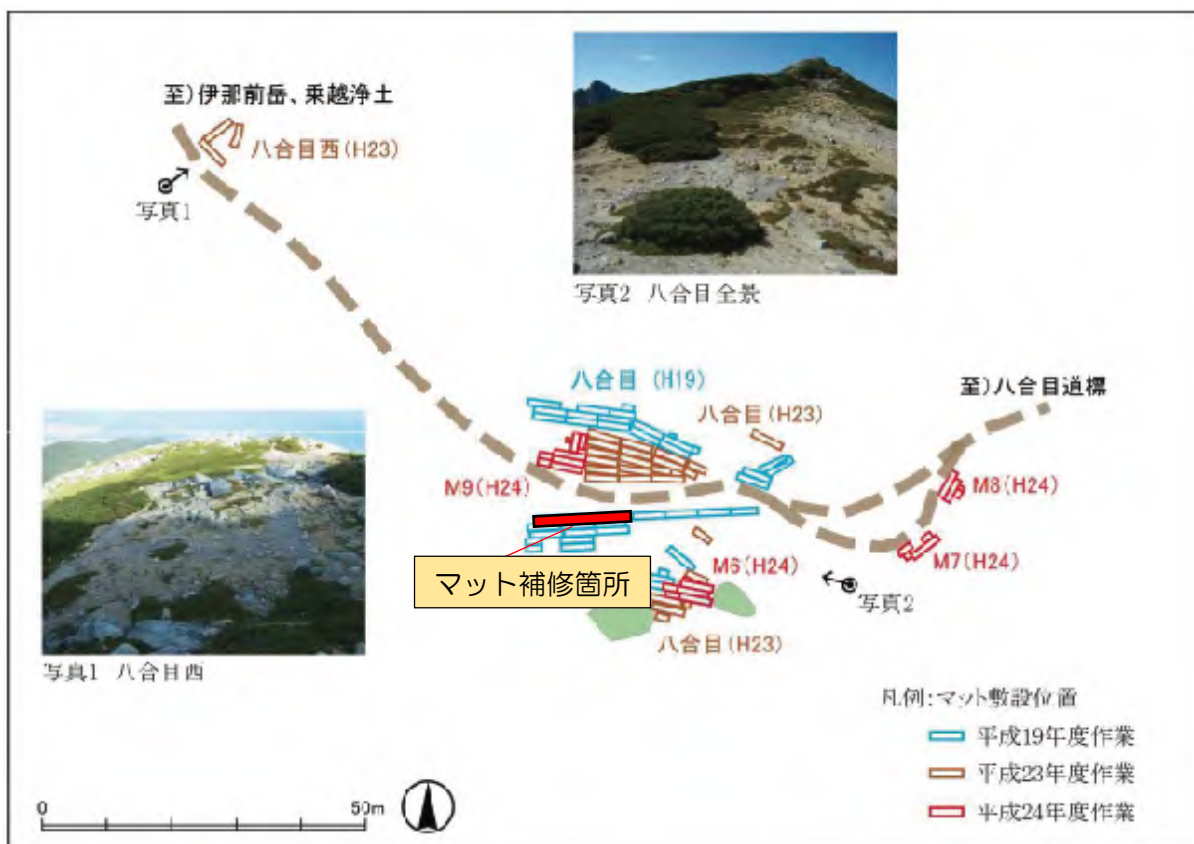 至)伊那前岳、乗越浄土
八合目西(H23)
写真1
写真2 八合目全景
八合目 (H19)
八合目(H23)
至)八合目道標
M9(H24)
M8(H24)
M6(H24)
M7(H24)
マット補修箇所
写真2
八合目(H23)
写真1 八合目西
凡例:マット敷設位置
平成19年度作業
平成23年度作業
平成24年度作業
0 50m